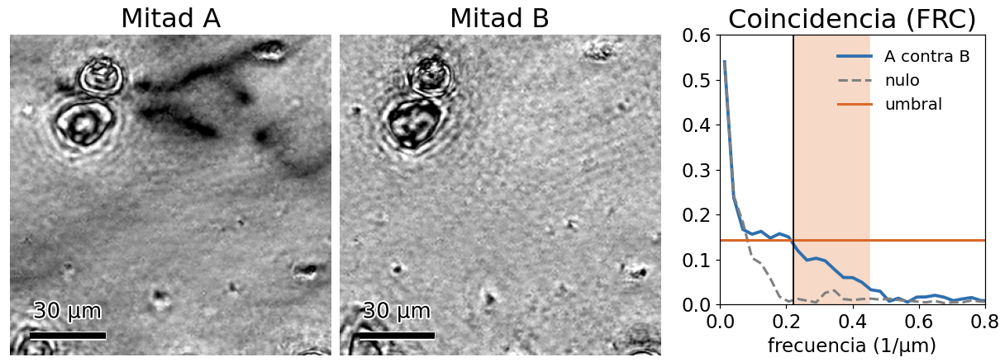 Mitad A
Mitad B
Coincidencia (FRC)
30 µm
30 µm
A contra B
nulo
umbral
0.6
0.5
0.4
0.3
0.2
0.1
0.0
0.0 0.2 0.4 0.6 0.8
frecuencia (1/µm)